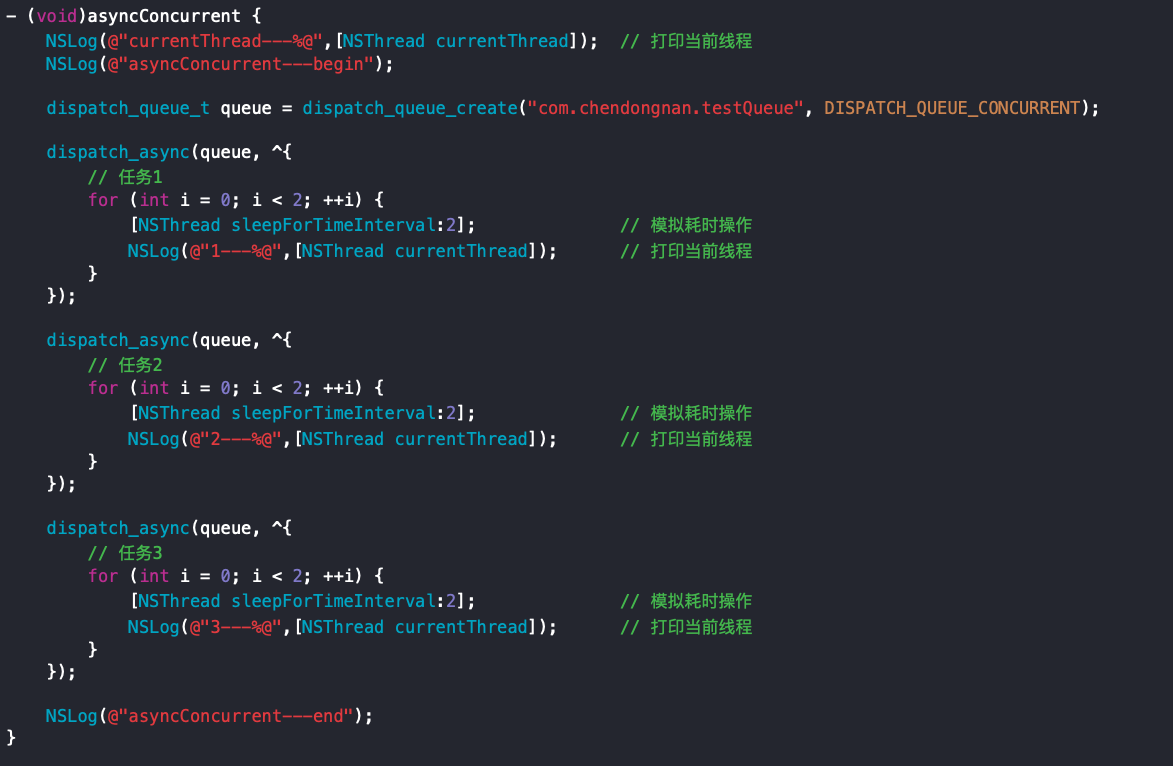 - (void)asyncConcurrent {
    NSLog(@"currentThread---%@",[NSThread currentThread]);  // 打印当前线程
    NSLog(@"asyncConcurrent---begin");
    dispatch_queue_t queue = dispatch_queue_create("com.chendongnan.testQueue", DISPATCH_QUEUE_CONCURRENT);
    dispatch_async(queue, ^{
        // 任务1
        for (int i = 0; i < 2; ++i) {
            [NSThread sleepForTimeInterval:2];              // 模拟耗时操作
            NSLog(@"1---%@",[NSThread currentThread]);      // 打印当前线程
        }
    });
    dispatch_async(queue, ^{
        // 任务2
        for (int i = 0; i < 2; ++i) {
            [NSThread sleepForTimeInterval:2];              // 模拟耗时操作
            NSLog(@"2---%@",[NSThread currentThread]);      // 打印当前线程
        }
    });
    dispatch_async(queue, ^{
        // 任务3
        for (int i = 0; i < 2; ++i) {
            [NSThread sleepForTimeInterval:2];              // 模拟耗时操作
            NSLog(@"3---%@",[NSThread currentThread]);      // 打印当前线程
        }
    });
    NSLog(@"asyncConcurrent---end");
}